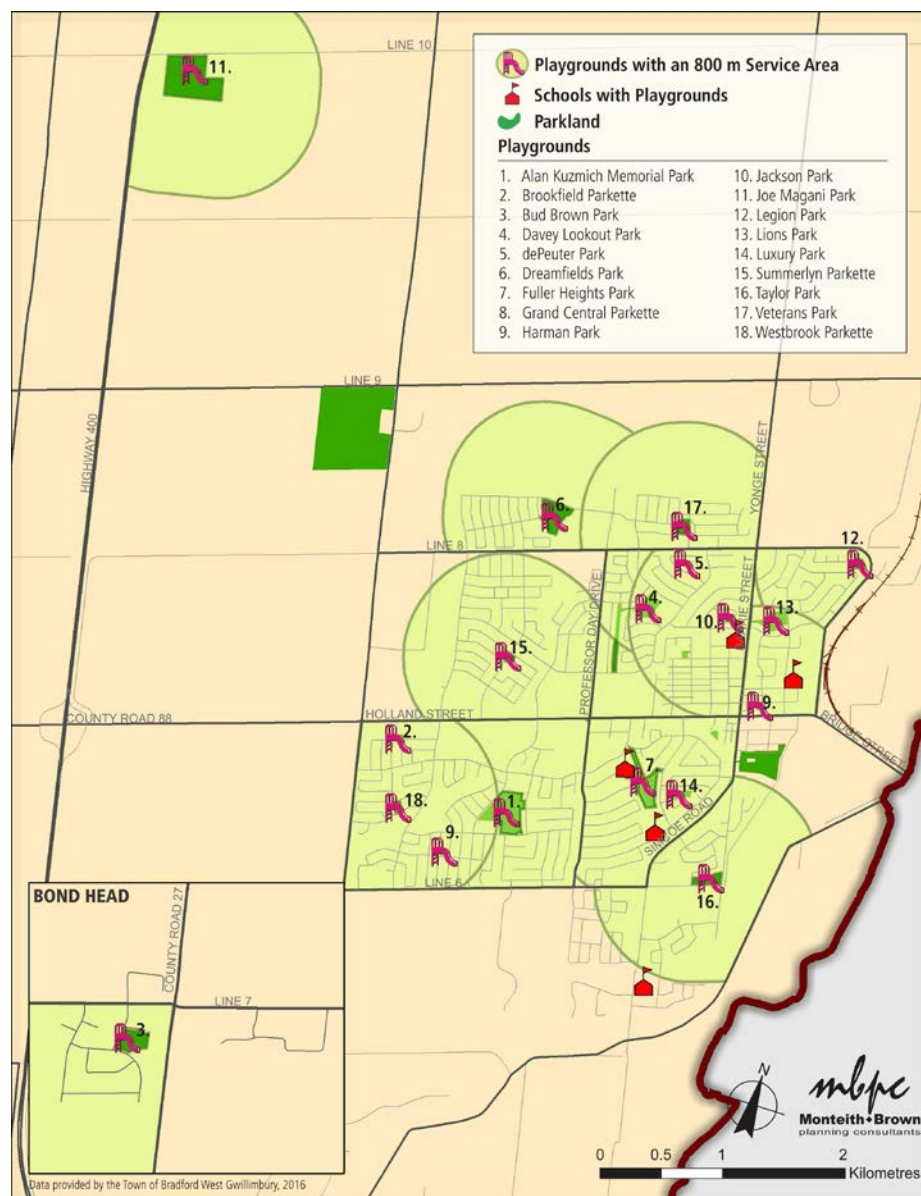 LINE 10
11.
Playgrounds with an 800 m Service Area
Schools with Playgrounds
Parkland
Playgrounds
1. Alan Kuzmich Memorial Park
2. Brookfield Parkette
3. Bud Brown Park
4. Davey Lookout Park
5. dePeuter Park
6. Dreamfields Park
7. Fuller Heights Park
8. Grand Central Parkette
9. Harman Park
10. Jackson Park
11. Joe Magani Park
12. Legion Park
13. Lions Park
14. Luxury Park
15. Summerlyn Parkette
16. Taylor Park
17. Veterans Park
18. Westbrook Parkette
LINE 9
HIGHWAY 400
YONGE STREET
6.
17.
LINE 8
12.
5.
PROFESSOR DAY DRIVE
4.
10.
13.
15.
9.
COUNTY ROAD 88
HOLLAND STREET
BRIDGE STREET
2.
7
14.
18.
1.
SIMCOE ROAD
9.
LINE 6
16.
BOND HEAD
COUNTY ROAD 27
LINE 7
3.
N
mbpc
Monteith Brown
planning consultants
0 0.5 1 2
Kilometres
Data provided by the Town of Bradford West Gwillimbury, 2016